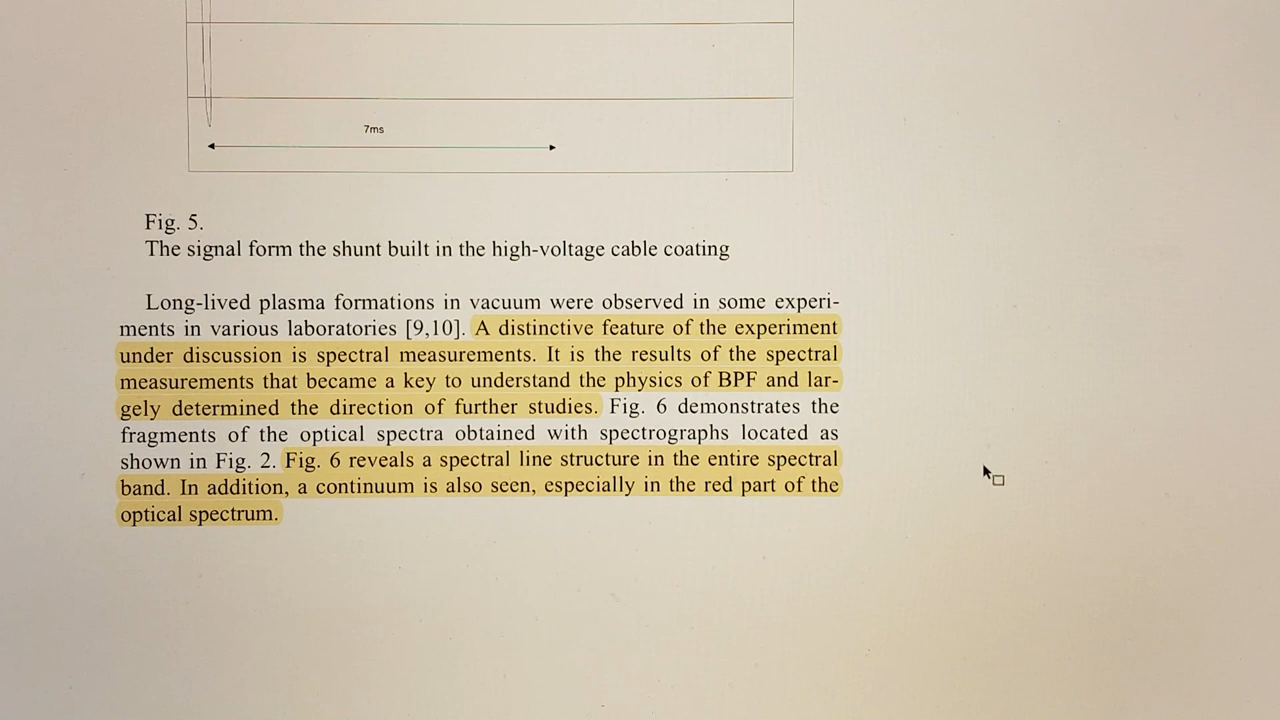 7ms
Fig. 5.
The signal form the shunt built in the high-voltage cable coating
Long-lived plasma formations in vacuum were observed in some experi-
ments in various laboratories [9,10]. A distinctive feature of the experiment
under discussion is spectral measurements. It is the results of the spectral
measurements that became a key to understand the physics of BPF and lar-
gely determined the direction of further studies. Fig. 6 demonstrates the
fragments of the optical spectra obtained with spectrographs located as
shown in Fig. 2. Fig. 6 reveals a spectral line structure in the entire spectral
band. In addition, a continuum is also seen, especially in the red part of the
optical spectrum.